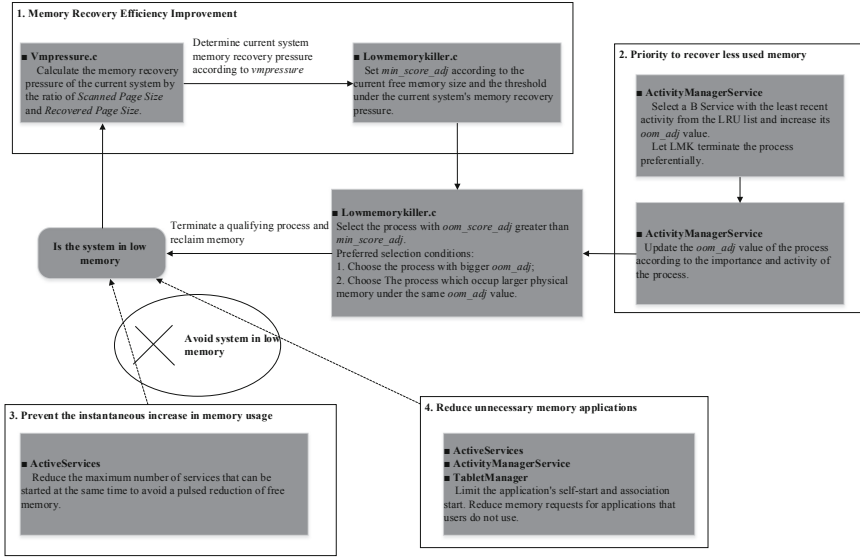 1. Memory Recovery Efficiency Improvement
■ Vmpressure.c
Calculate the memory recovery
pressure of the current system by
the ratio of Scanned Page Size
and Recovered Page Size.
Determine current system
memory recovery pressure
according to vmpressure
■ Lowmemorykiller.c
Set min_score_adj according to the
current free memory size and the threshold
under the current system's memory recovery
pressure.
2. Priority to recover less used memory
■ ActivityManagerService
Select a B Service with the least recent
activity from the LRU list and increase its
oom_adj value.
Let LMK terminate the process
preferentially.
■ ActivityManagerService
Update the oom_adj value of the process
according to the importance and activity of
the process.
■ Lowmemorykiller.c
Select the process with oom_score_adj greater than
min_score_adj.
Preferred selection conditions:
1. Choose the process with bigger oom_adj;
2. Choose The process which occupy larger physical
memory under the same oom_adj value.
Terminate a qualifying process and
reclaim memory
Is the system in low
memory
Avoid system in low
memory
3. Prevent the instantaneous increase in memory usage
■ ActiveServices
Reduce the maximum number of services that can be
started at the same time to avoid a pulsed reduction of free
memory.
4. Reduce unnecessary memory applications
■ ActiveServices
■ ActivityManagerService
■ TabletManager
Limit the application's self-start and association
start. Reduce memory requests for applications that
users do not use.